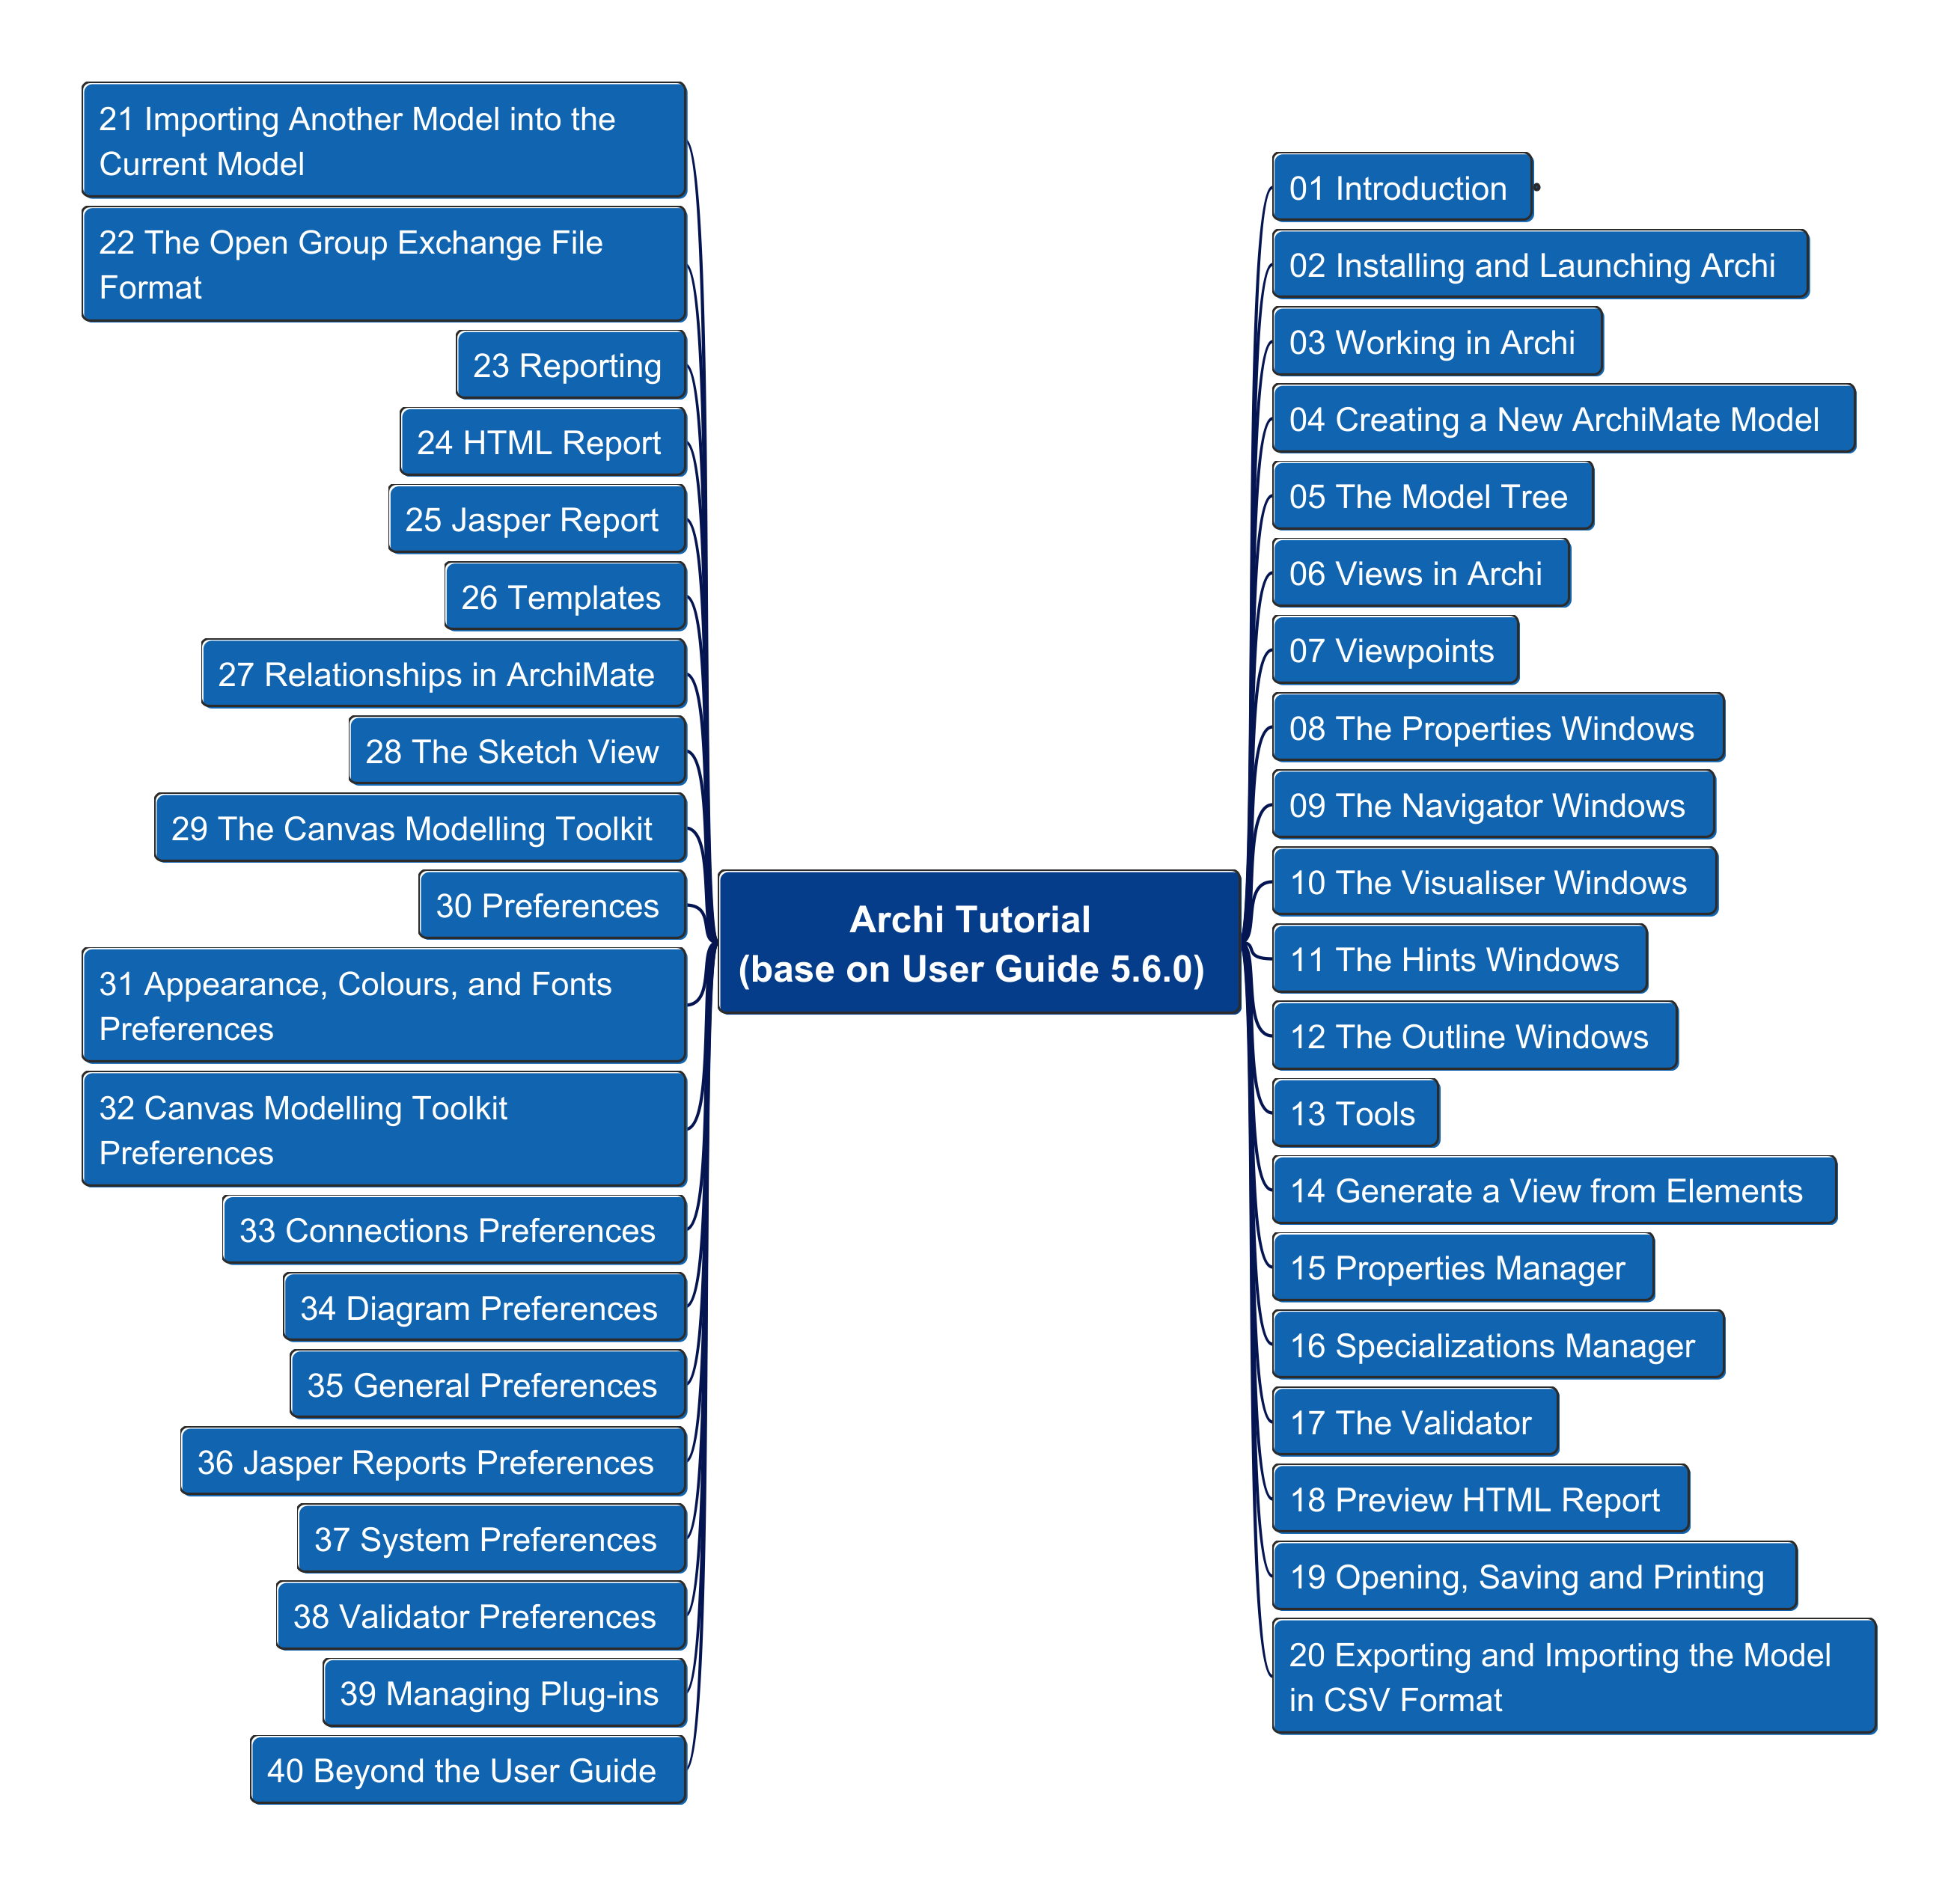 Archi Tutorial
(base on User Guide 5.6.0)
01 Introduction
02 Installing and Launching Archi
03 Working in Archi
04 Creating a New ArchiMate Model
05 The Model Tree
06 Views in Archi
07 Viewpoints
08 The Properties Windows
09 The Navigator Windows
10 The Visualiser Windows
11 The Hints Windows
12 The Outline Windows
13 Tools
14 Generate a View from Elements
15 Properties Manager
16 Specializations Manager
17 The Validator
18 Preview HTML Report
19 Opening, Saving and Printing
20 Exporting and Importing the Model
in CSV Format
21 Importing Another Model into the
Current Model
22 The Open Group Exchange File
Format
23 Reporting
24 HTML Report
25 Jasper Report
26 Templates
27 Relationships in ArchiMate
28 The Sketch View
29 The Canvas Modelling Toolkit
30 Preferences
31 Appearance, Colours, and Fonts
Preferences
32 Canvas Modelling Toolkit
Preferences
33 Connections Preferences
34 Diagram Preferences
35 General Preferences
36 Jasper Reports Preferences
37 System Preferences
38 Validator Preferences
39 Managing Plug-ins
40 Beyond the User Guide